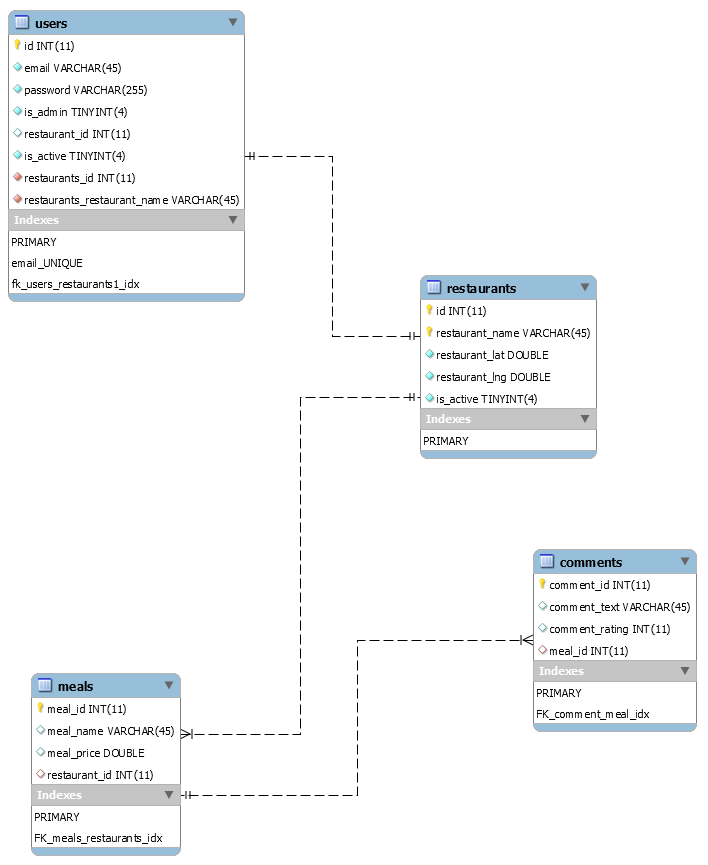 users
id INT(11)
email VARCHAR(45)
password VARCHAR(255)
is_admin TINYINT(4)
restaurant_id INT(11)
is_active TINYINT(4)
restaurants_id INT(11)
restaurants_restaurant_name VARCHAR(45)
Indexes
PRIMARY
email_UNIQUE
fk_users_restaurants1_idx
restaurants
id INT(11)
restaurant_name VARCHAR(45)
restaurant_lat DOUBLE
restaurant_lng DOUBLE
is_active TINYINT(4)
Indexes
PRIMARY
comments
comment_id INT(11)
comment_text VARCHAR(45)
comment_rating INT(11)
meal_id INT(11)
Indexes
PRIMARY
FK_comment_meal_idx
meals
meal_id INT(11)
meal_name VARCHAR(45)
meal_price DOUBLE
restaurant_id INT(11)
Indexes
PRIMARY
FK_meals_restaurants_idx